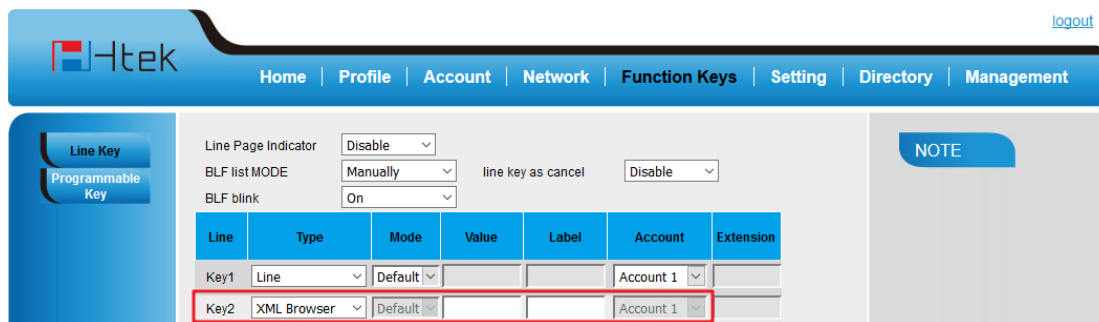 logout
Htek
Home | Profile | Account | Network | Function Keys | Setting | Directory | Management
Line Key
Programmable Key
Line Page Indicator Disable
BLF list MODE Manually line key as cancel Disable
BLF blink On
NOTE
Line Type Mode Value Label Account Extension
Key1 Line Default Account 1
Key2 XML Browser Default Account 1